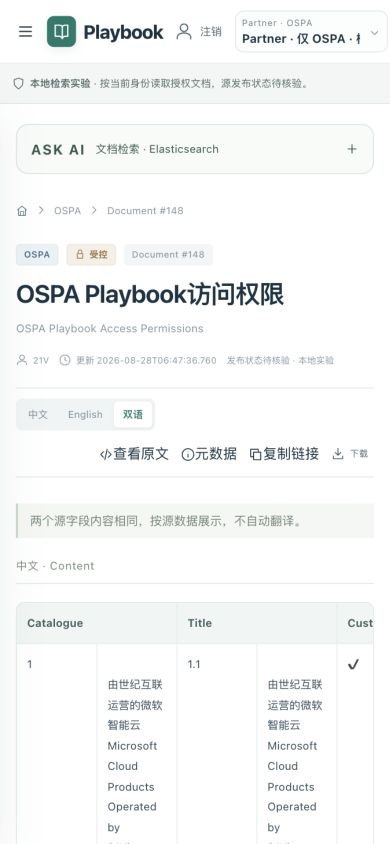 Playbook
注销
Partner · OSPA
Partner · 仅 OSPA ·
本地检索实验 · 按当前身份读取授权文档，源发布状态待核验。
ASK AI 文档检索 · Elasticsearch
OSPA
Document #148
OSPA
受控
Document #148
OSPA Playbook访问权限
OSPA Playbook Access Permissions
21V
更新 2026-08-28T06:47:36.760
发布状态待核验 · 本地实验
中文
English
双语
查看原文
元数据
复制链接
下载
两个源字段内容相同，按源数据展示，不自动翻译。
中文 · Content
Catalogue
Title
Cust
1
由世纪互联
运营的微软
智能云
Microsoft
Cloud
Products
Operated
by
1.1
由世纪互联
运营的微软
智能云
Microsoft
Cloud
Products
Operated
by
✓